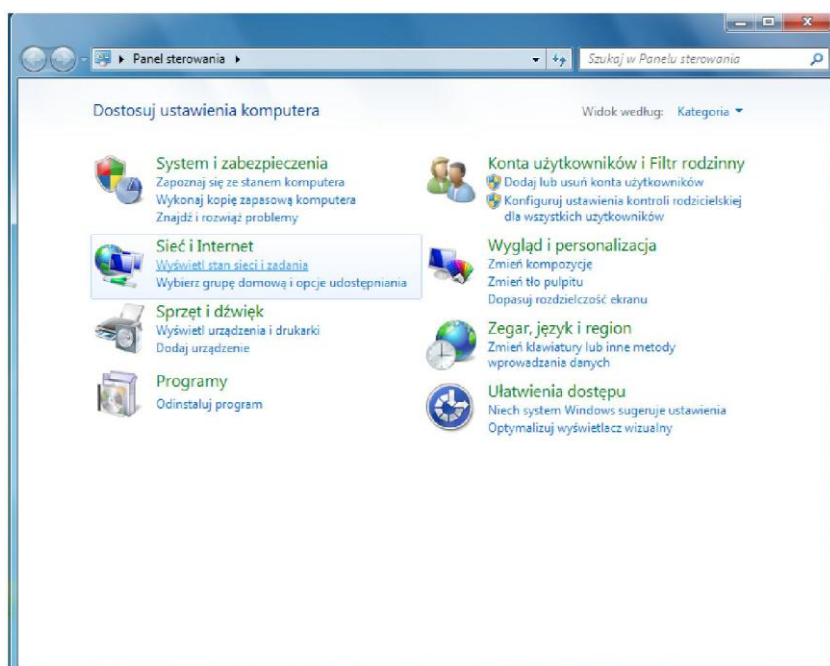 Panel sterowania
Szukaj w Panelu sterowania
Dostosuj ustawienia komputera
Widok według: Kategoria
System i zabezpieczenia
Zapoznaj się ze stanem komputera
Wykonaj kopię zapasową komputera
Znajdź i rozwiąż problemy
Sieć i Internet
Wyświetl stan sieci i zadania
Wybierz grupę domową i opcje udostępniania
Sprzęt i dźwięk
Wyświetl urządzenia i drukarki
Dodaj urządzenie
Programy
Odinstaluj program
Konta użytkowników i Filtr rodzinny
Dodaj lub usuń konta użytkowników
Konfiguruj ustawienia kontroli rodzicielskiej
dla wszystkich użytkowników
Wygląd i personalizacja
Zmień kompozycję
Zmień tło pulpitu
Dopasuj rozdzielczość ekranu
Zegar, język i region
Zmień klawiatury lub inne metody
wprowadzania danych
Ułatwienia dostępu
Niech system Windows sugeruje ustawienia
Optymalizuj wyświetlacz wizualny